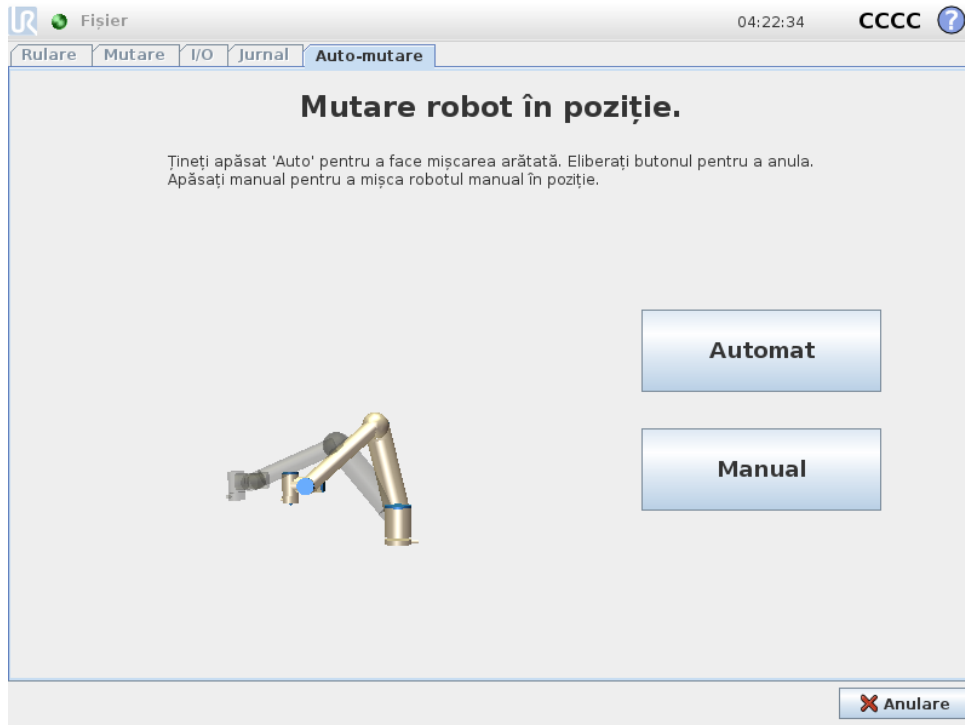 UR Fișier 04:22:34 CCCC ?
Rulare Mutare I/O Jurnal Auto-mutare
Mutare robot în poziție.
Țineți apăsat 'Auto' pentru a face mișcarea arătată. Eliberați butonul pentru a anula.
Apăsați manual pentru a mișca robotul manual în poziție.
Automat
Manual
Anulare